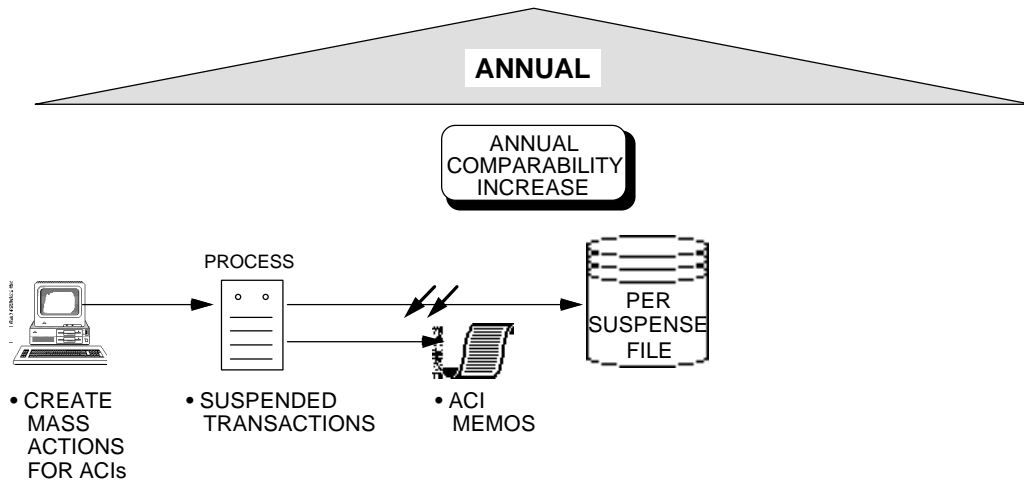 ANNUAL
ANNUAL
COMPARABILITY
INCREASE
PROCESS
PER
SUSPENSE
FILE
• CREATE
MASS
ACTIONS
FOR ACIs
• SUSPENDED
TRANSACTIONS
• ACI
MEMOS